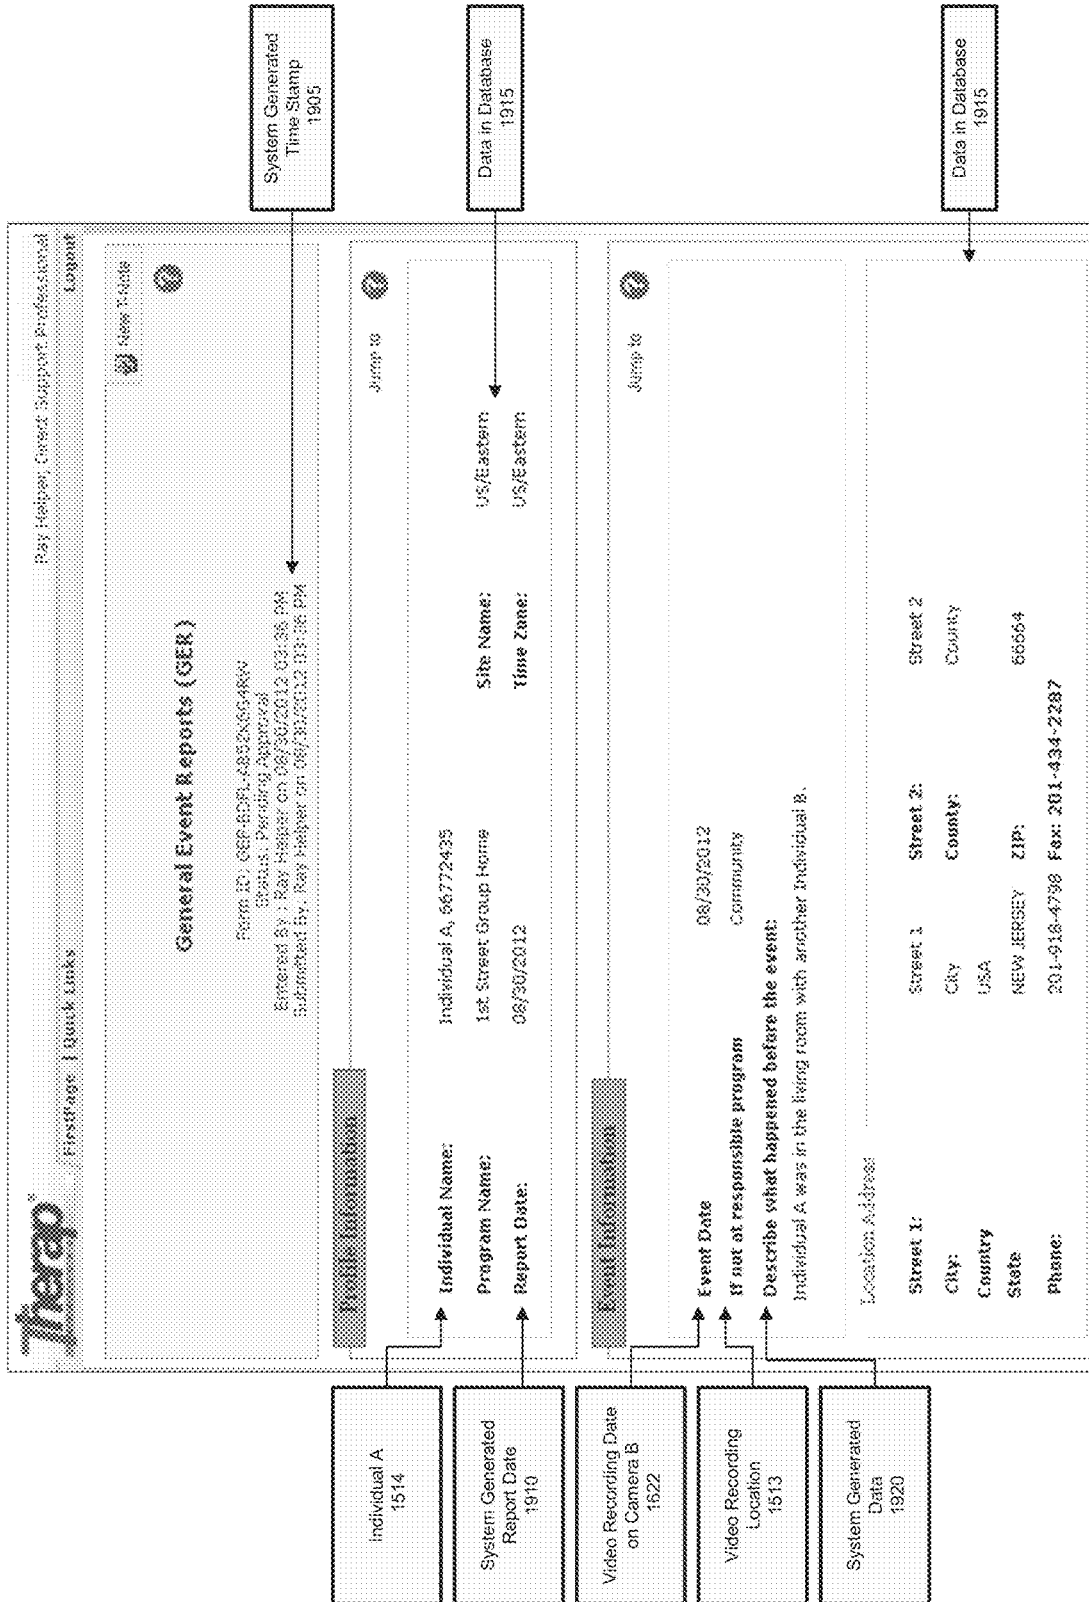 Therap
FirstPage | Quick Links
Ray Helper, Direct Support Professional
Logout
New T-Note
General Event Reports (GER)
Form ID:
Status: Pending Approval
Entered By : Ray Helper on 08/30/2012 03:36 PM
Submitted By: Ray Helper on 08/30/2012 03:36 PM
System Generated
Time Stamp
1905
Profile Information
Jump to
Individual Name: Individual A, 66772435
Program Name: 1st Street Group Home Site Name: US/Eastern
Report Date: 08/30/2012 Time Zone: US/Eastern
Individual A
1514
System Generated
Report Date
1910
Data in Database
1915
Event Information
Jump to
Event Date 08/30/2012
If not at responsible program Community
Describe what happened before the event:
Individual A was in the living room with another Individual B.
Video Recording Date
on Camera B
1622
Video Recording
Location
1513
System Generated
Data
1920
Location Address
Street 1: Street 1 Street 2: Street 2
City: City County: County
Country USA
State NEW JERSEY ZIP: 66664
Phone: 201-918-4798 Fax: 201-434-2287
Data in Database
1915